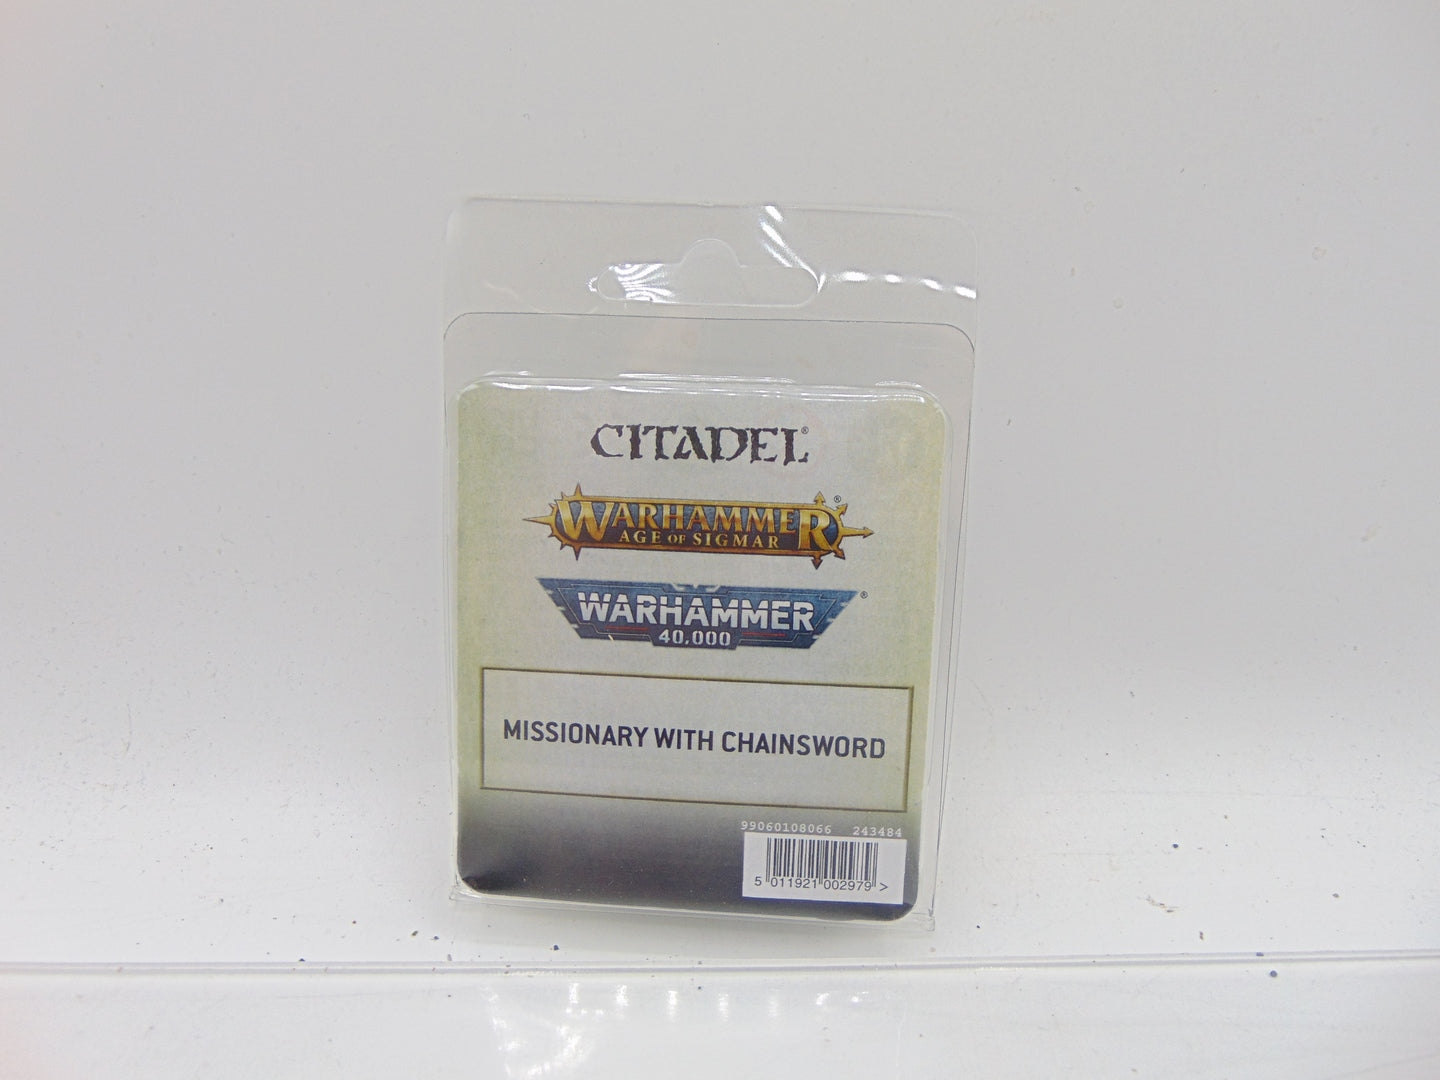 CITADEL®
WARHAMMER®
AGE OF SIGMAR
WARHAMMER®
40,000
MISSIONARY WITH CHAINSWORD
99060108066 243484
5 011921 002979 >